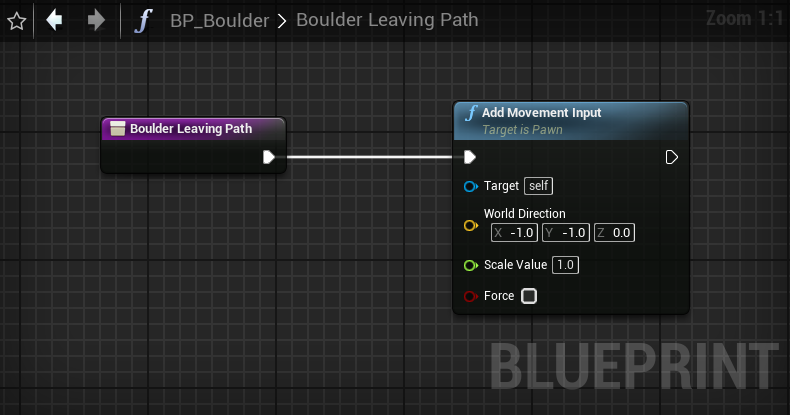 f BP_Boulder > Boulder Leaving Path
Zoom 1:1
Boulder Leaving Path
f Add Movement Input
Target is Pawn
Target self
World Direction
X -1.0 Y -1.0 Z 0.0
Scale Value 1.0
Force
BLUEPRINT